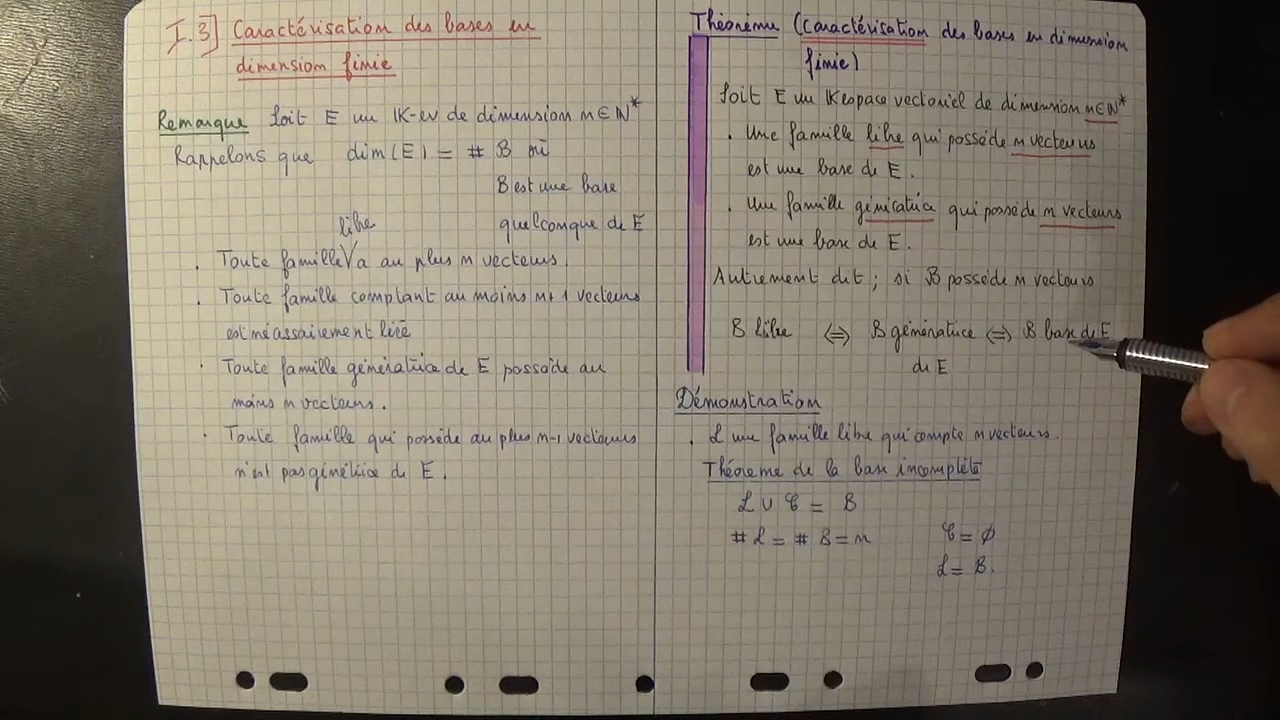 I.3] Caractérisation des bases en
dimension finie
Remarque Soit E un IK-ev de dimension n∈IN*
Rappelons que dim(E) = # B où
B est une base
quelconque de E
libre
. Toute famille√a au plus n vecteurs.
. Toute famille comptant au moins n+1 vecteurs
est nécessairement liée
. Toute famille génératrice de E possède au
moins n vecteurs.
. Toute famille qui possède au plus n-1 vecteurs
n'est pas génétrice de E.
Théorème (Caractérisation des bases en dimension
finie)
Soit E un IK espace vectoriel de dimension n∈IN*
. Une famille libre qui possède n vecteurs
est une base de E.
. Une famille génératrice qui possède n vecteurs
est une base de E.
Autrement dit ; si B possède n vecteurs
B libre ⇔ B génératrice ⇔ B base de E
de E
Démonstration
. L une famille libre qui compte n vecteurs.
Théorème de la base incomplète
L ∪ C = B
# L = # B = n C = ∅
L = B.